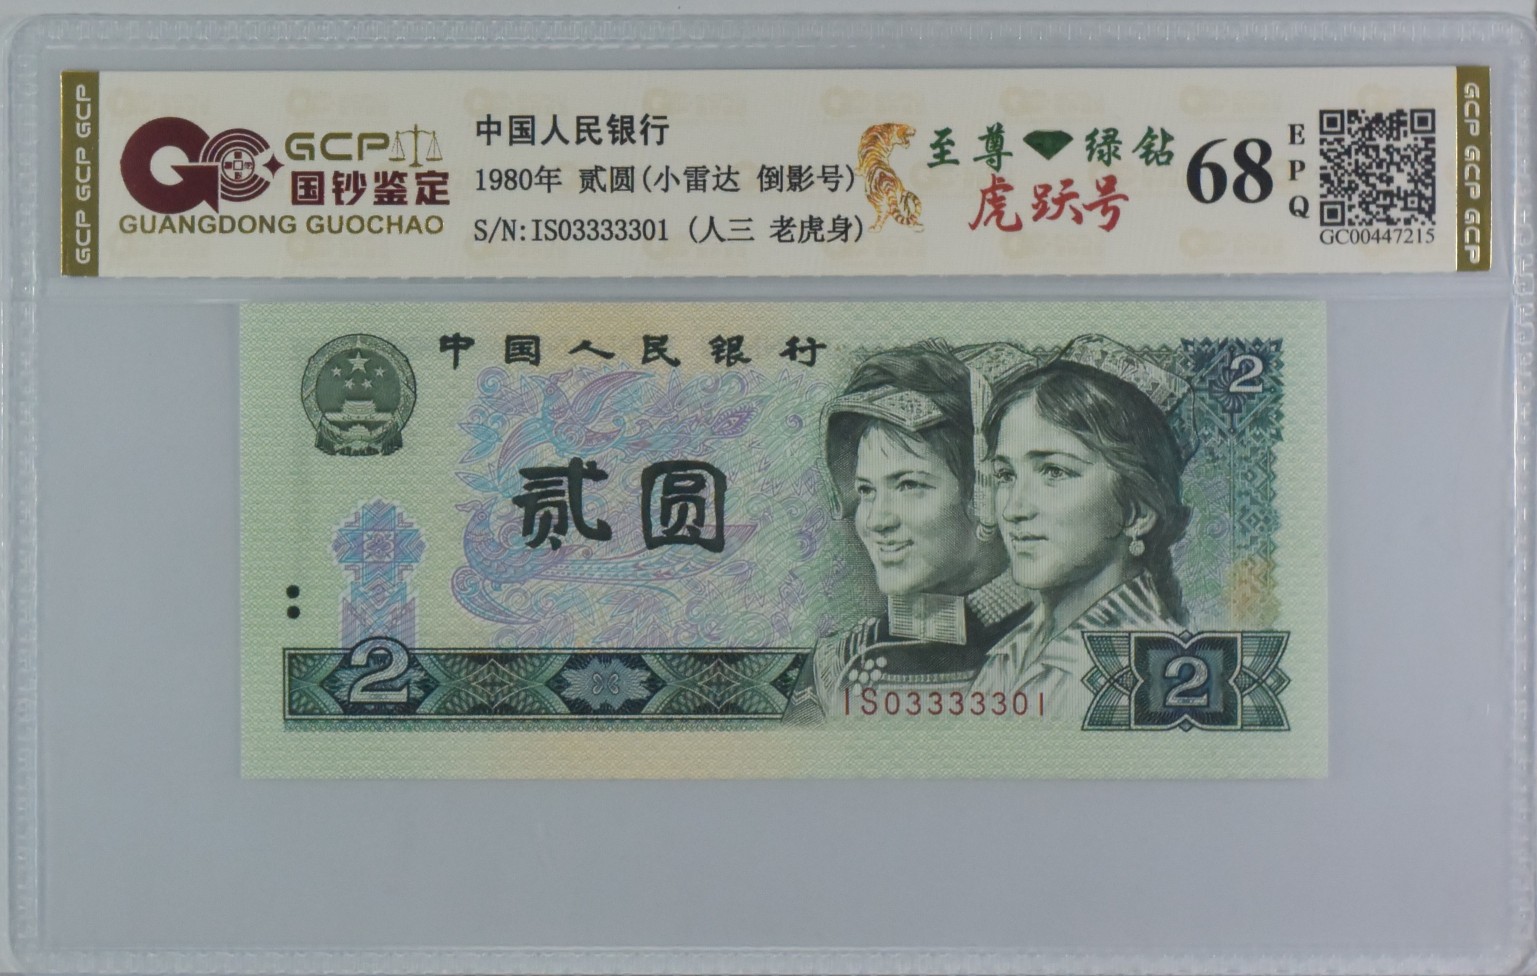 GCP GCP GCP
GCP
国钞鉴定
GUANGDONG GUOCHAO
中国人民银行
1980年 贰圆(小雷达 倒影号)
S/N:IS03333301 (人三 老虎身)
至尊 绿钻
虎跃号
68
EPQ
GC00447215
GCP GCP GCP
中国人民银行
2
贰圆
2
IS03333301
2